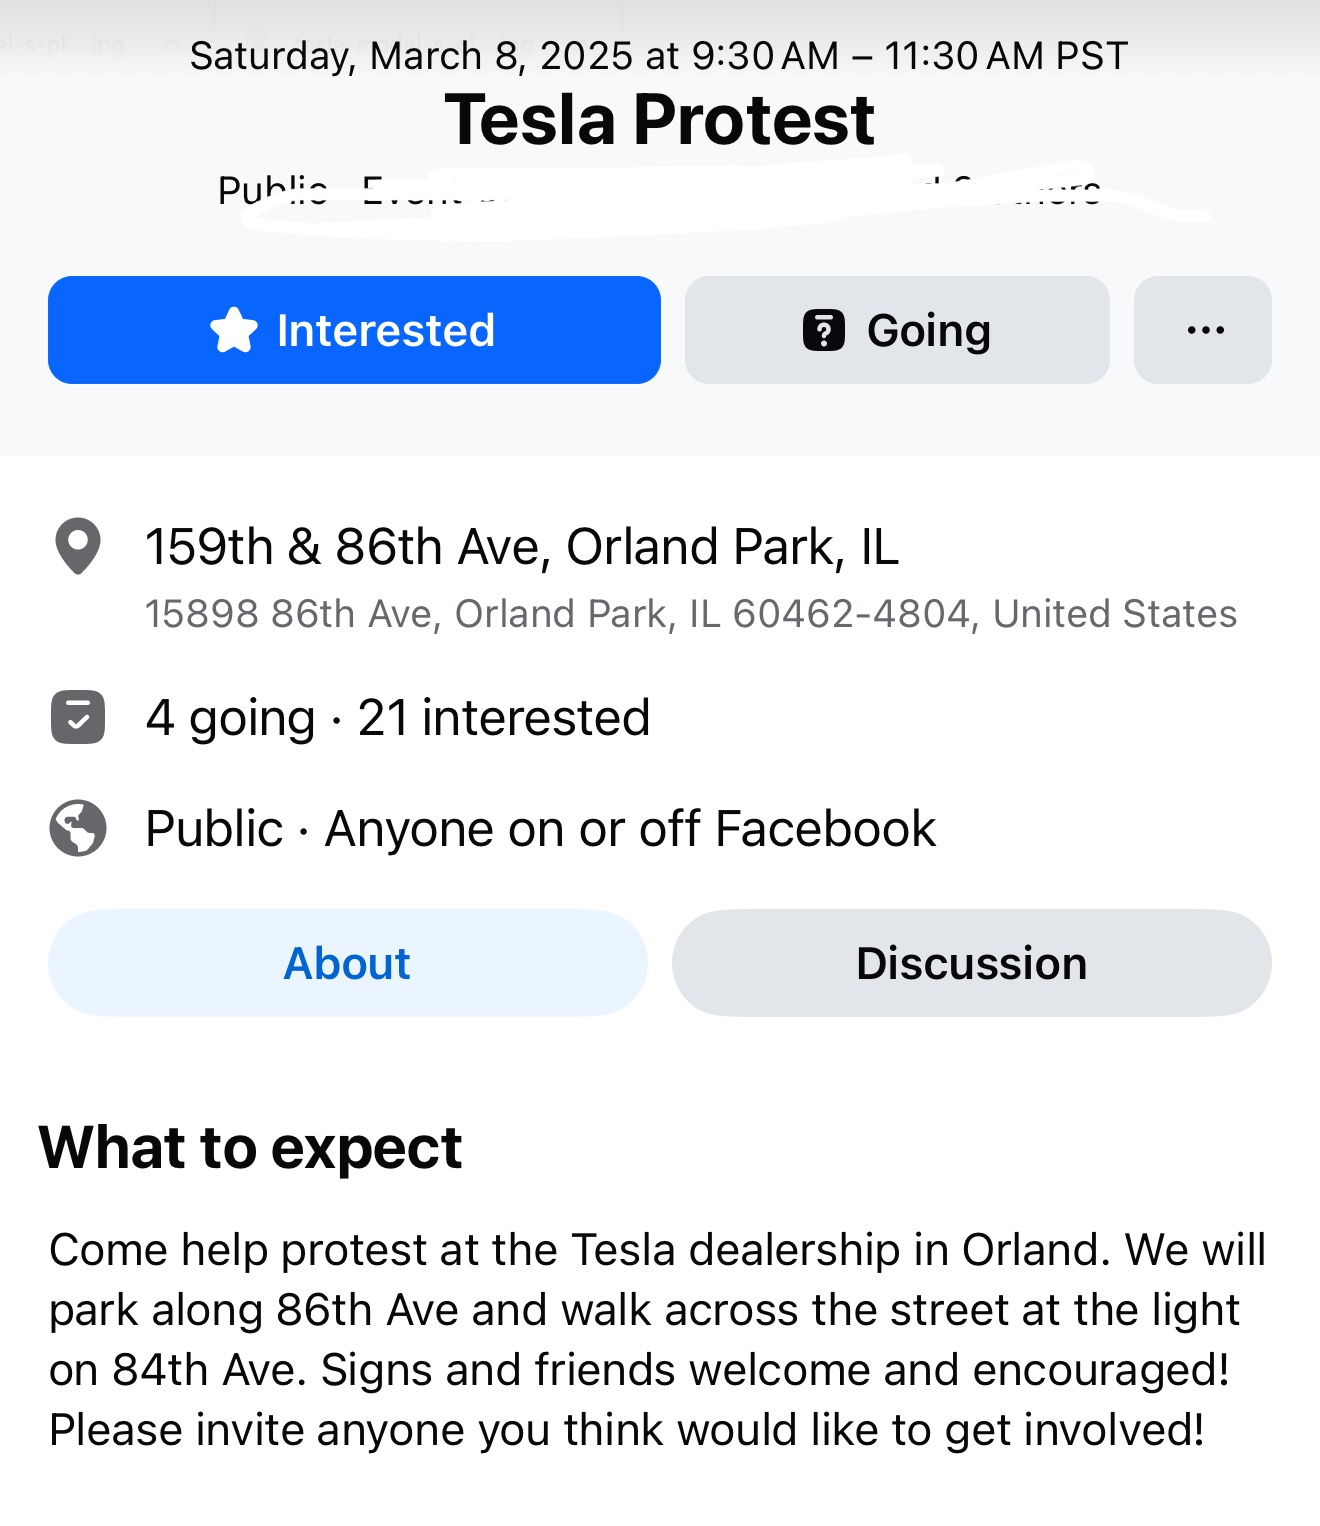 Saturday, March 8, 2025 at 9:30 AM – 11:30 AM PST
Tesla Protest
Public · Event
Interested
Going
159th & 86th Ave, Orland Park, IL
15898 86th Ave, Orland Park, IL 60462-4804, United States
4 going · 21 interested
Public · Anyone on or off Facebook
About
Discussion
What to expect
Come help protest at the Tesla dealership in Orland. We will
park along 86th Ave and walk across the street at the light
on 84th Ave. Signs and friends welcome and encouraged!
Please invite anyone you think would like to get involved!